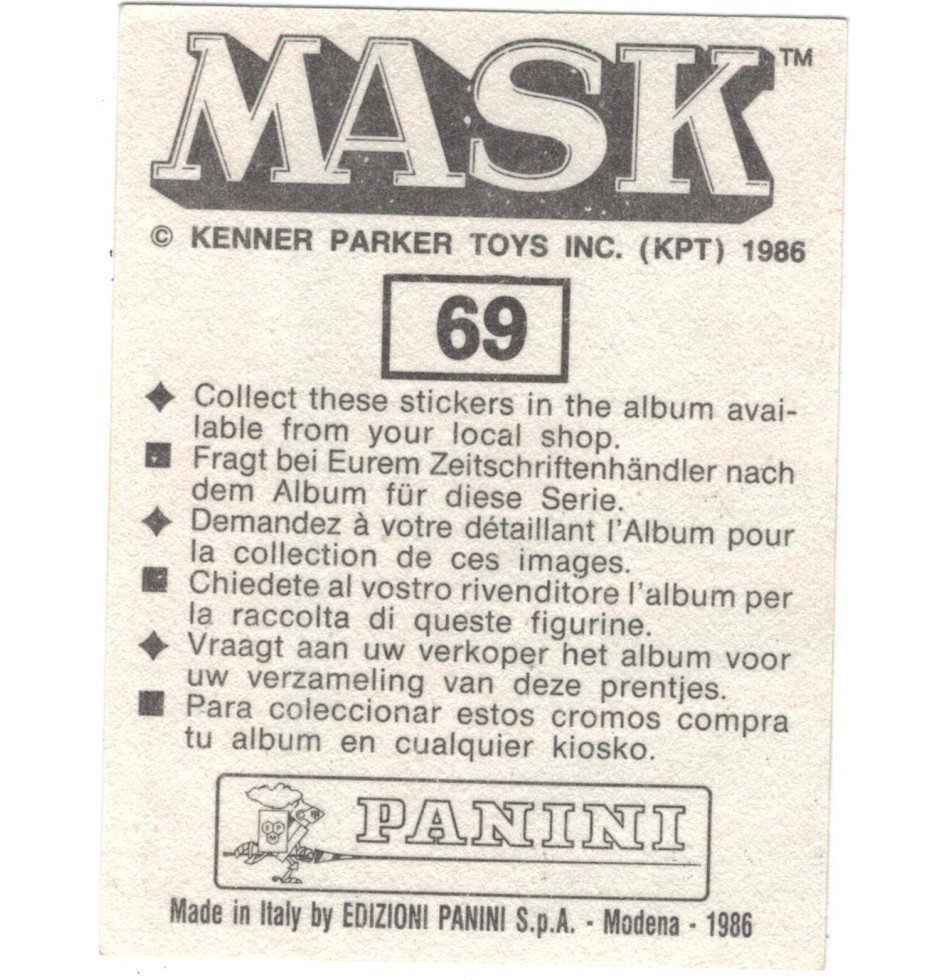 MASK™
© KENNER PARKER TOYS INC. (KPT) 1986
69
Collect these stickers in the album avai-
lable from your local shop.
Fragt bei Eurem Zeitschriftenhändler nach
dem Album für diese Serie.
Demandez à votre détaillant l'Album pour
la collection de ces images.
Chiedete al vostro rivenditore l'album per
la raccolta di queste figurine.
Vraagt aan uw verkoper het album voor
uw verzameling van deze prentjes.
Para coleccionar estos cromos compra
tu album en cualquier kiosko.
PANINI
Made in Italy by EDIZIONI PANINI S.p.A. - Modena - 1986